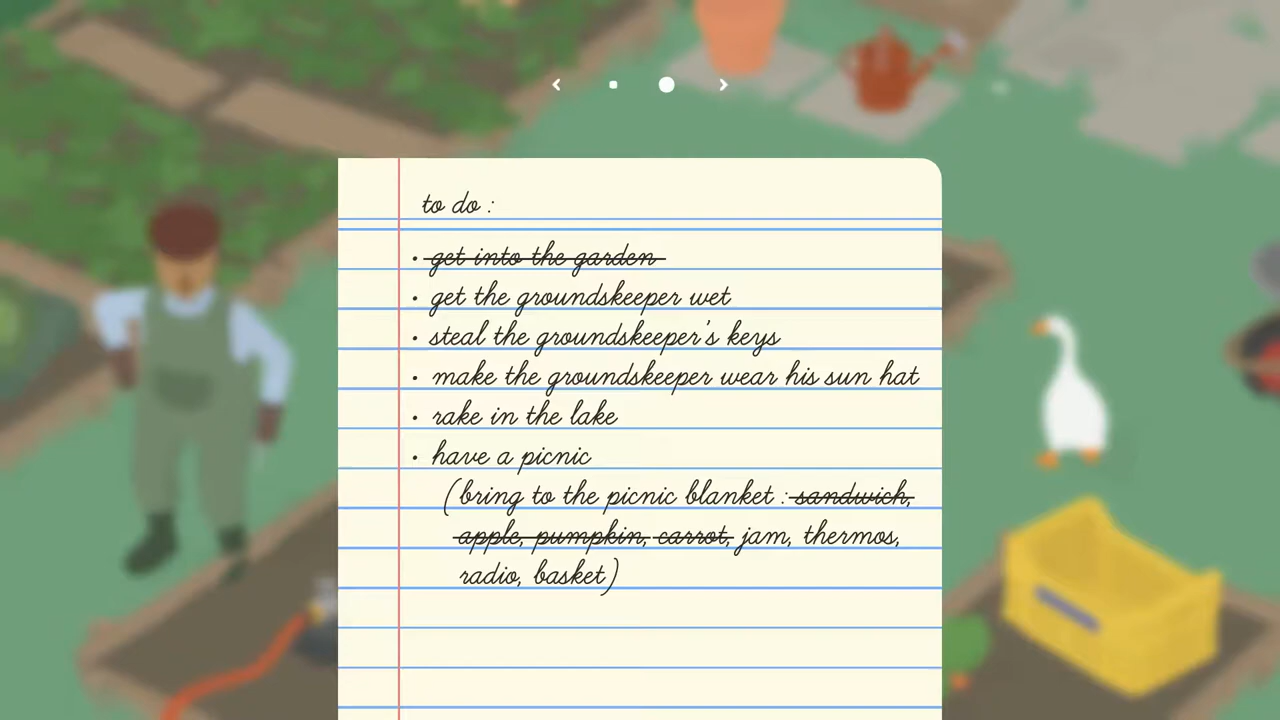 to do :
• get into the garden
• get the groundskeeper wet
• steal the groundskeeper's keys
• make the groundskeeper wear his sun hat
• rake in the lake
• have a picnic
(bring to the picnic blanket : sandwich,
apple, pumpkin, carrot, jam, thermos,
radio, basket)